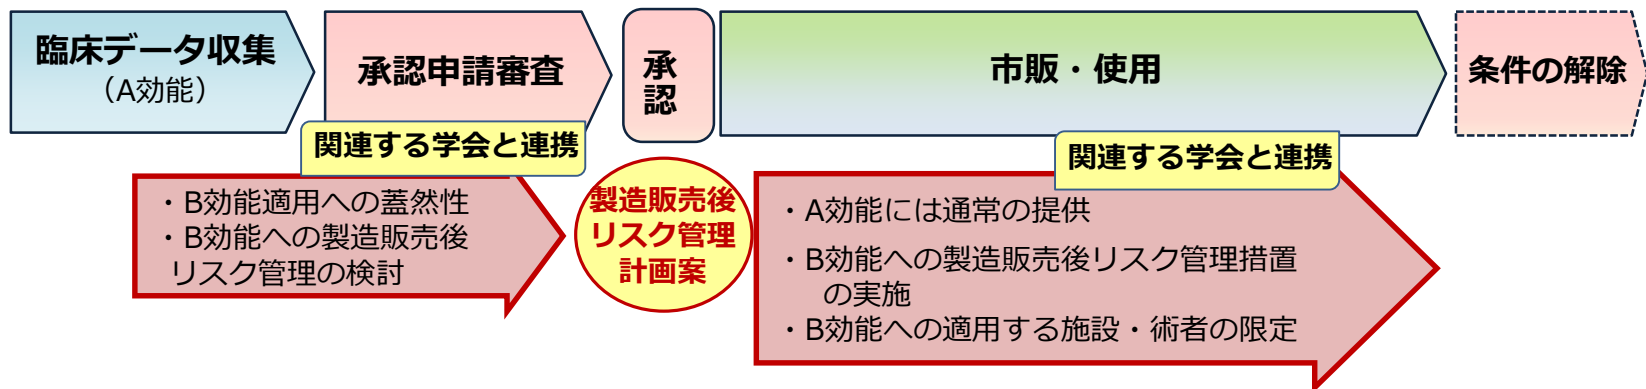 臨床データ収集
（A効能）
承認申請審査
承
認
市販・使用
条件の解除
関連する学会と連携
関連する学会と連携
・B効能適用への蓋然性
・B効能への製造販売後
リスク管理の検討
製造販売後
リスク管理
計画案
・A効能には通常の提供
・B効能への製造販売後リスク管理措置
の実施
・B効能への適用する施設・術者の限定